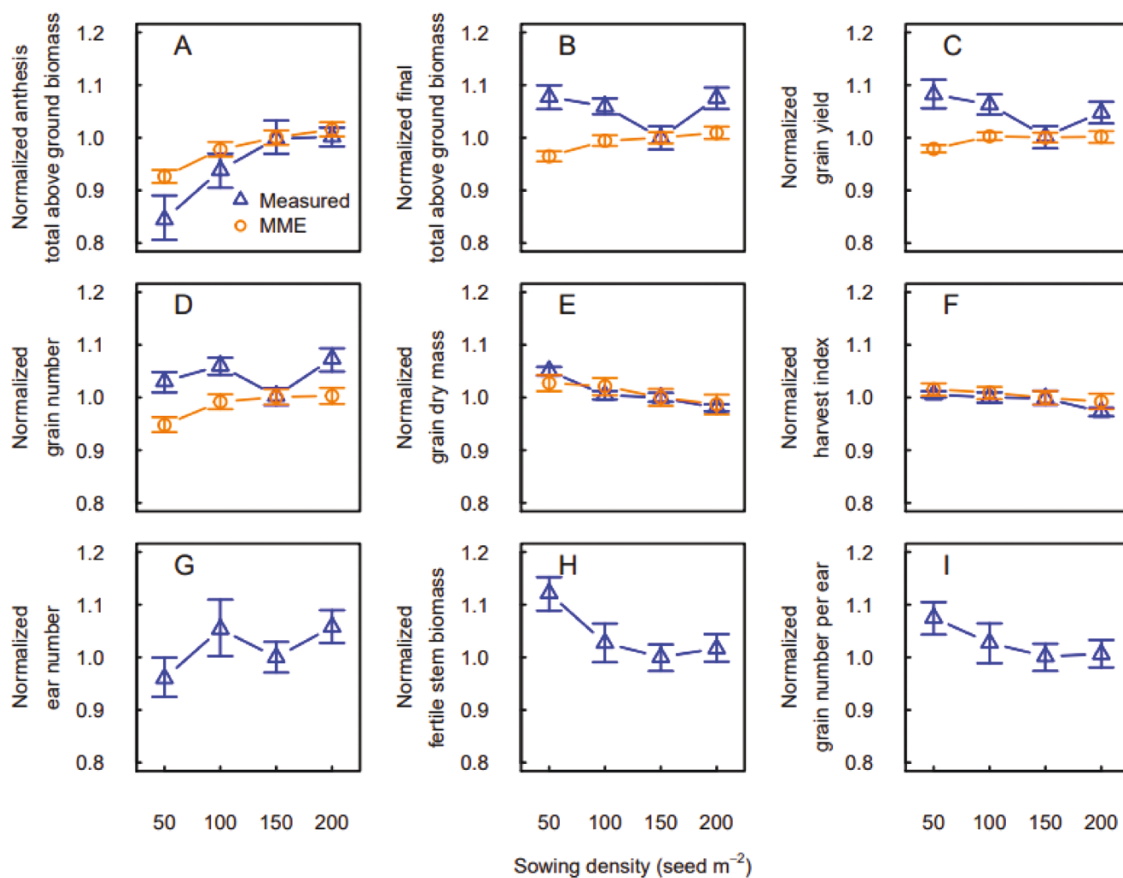 A
B
C
Normalized anthesis
total above ground biomass
1.2
1.1
1.0
0.9
0.8
Measured
MME
Normalized final
total above ground biomass
1.2
1.1
1.0
0.9
0.8
Normalized
grain yield
1.2
1.1
1.0
0.9
0.8
D
E
F
Normalized
grain number
1.2
1.1
1.0
0.9
0.8
Normalized
grain dry mass
1.2
1.1
1.0
0.9
0.8
Normalized
harvest index
1.2
1.1
1.0
0.9
0.8
G
H
I
Normalized
ear number
1.2
1.1
1.0
0.9
0.8
Normalized
fertile stem biomass
1.2
1.1
1.0
0.9
0.8
Normalized
grain number per ear
1.2
1.1
1.0
0.9
0.8
50 100 150 200
50 100 150 200
50 100 150 200
Sowing density (seed m⁻²)